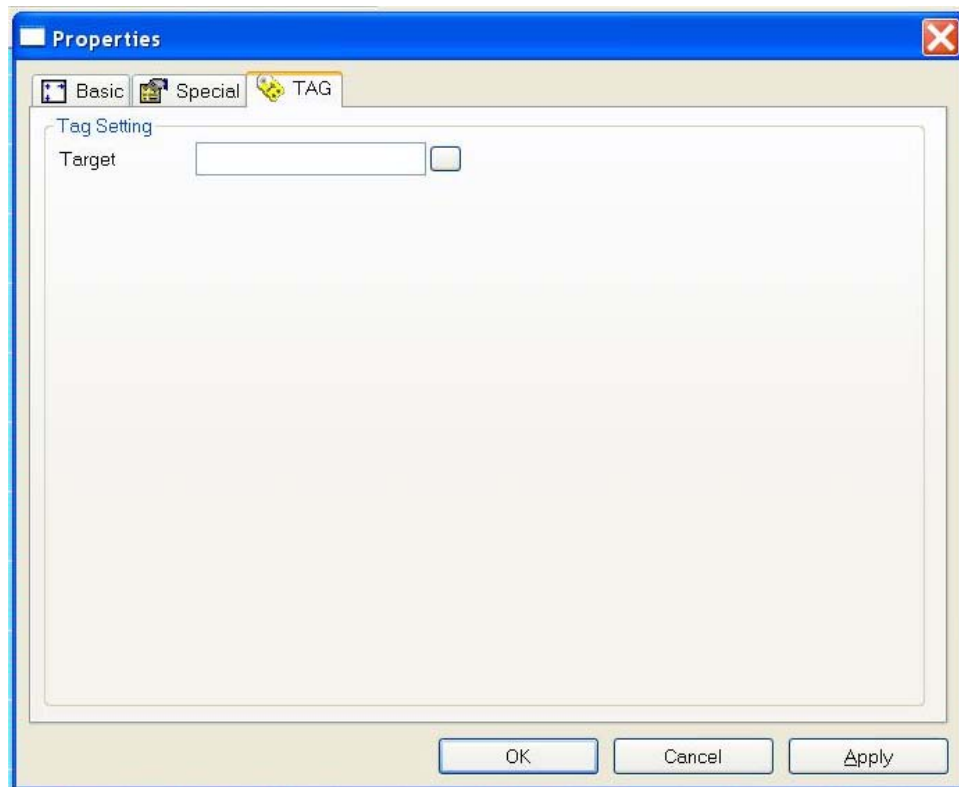 Properties
Basic Special TAG
Tag Setting
Target
OK Cancel Apply